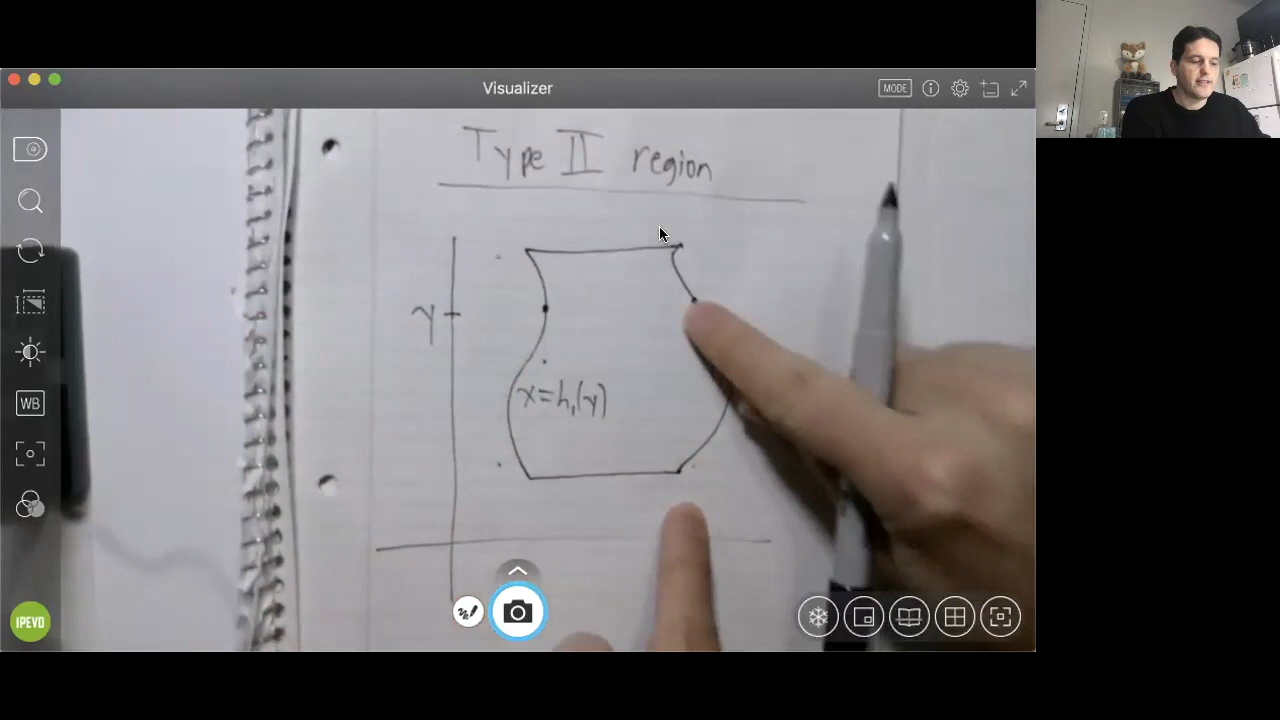 Visualizer
MODE
Type II region
y
x=h₁(y)
WB
IPEVO